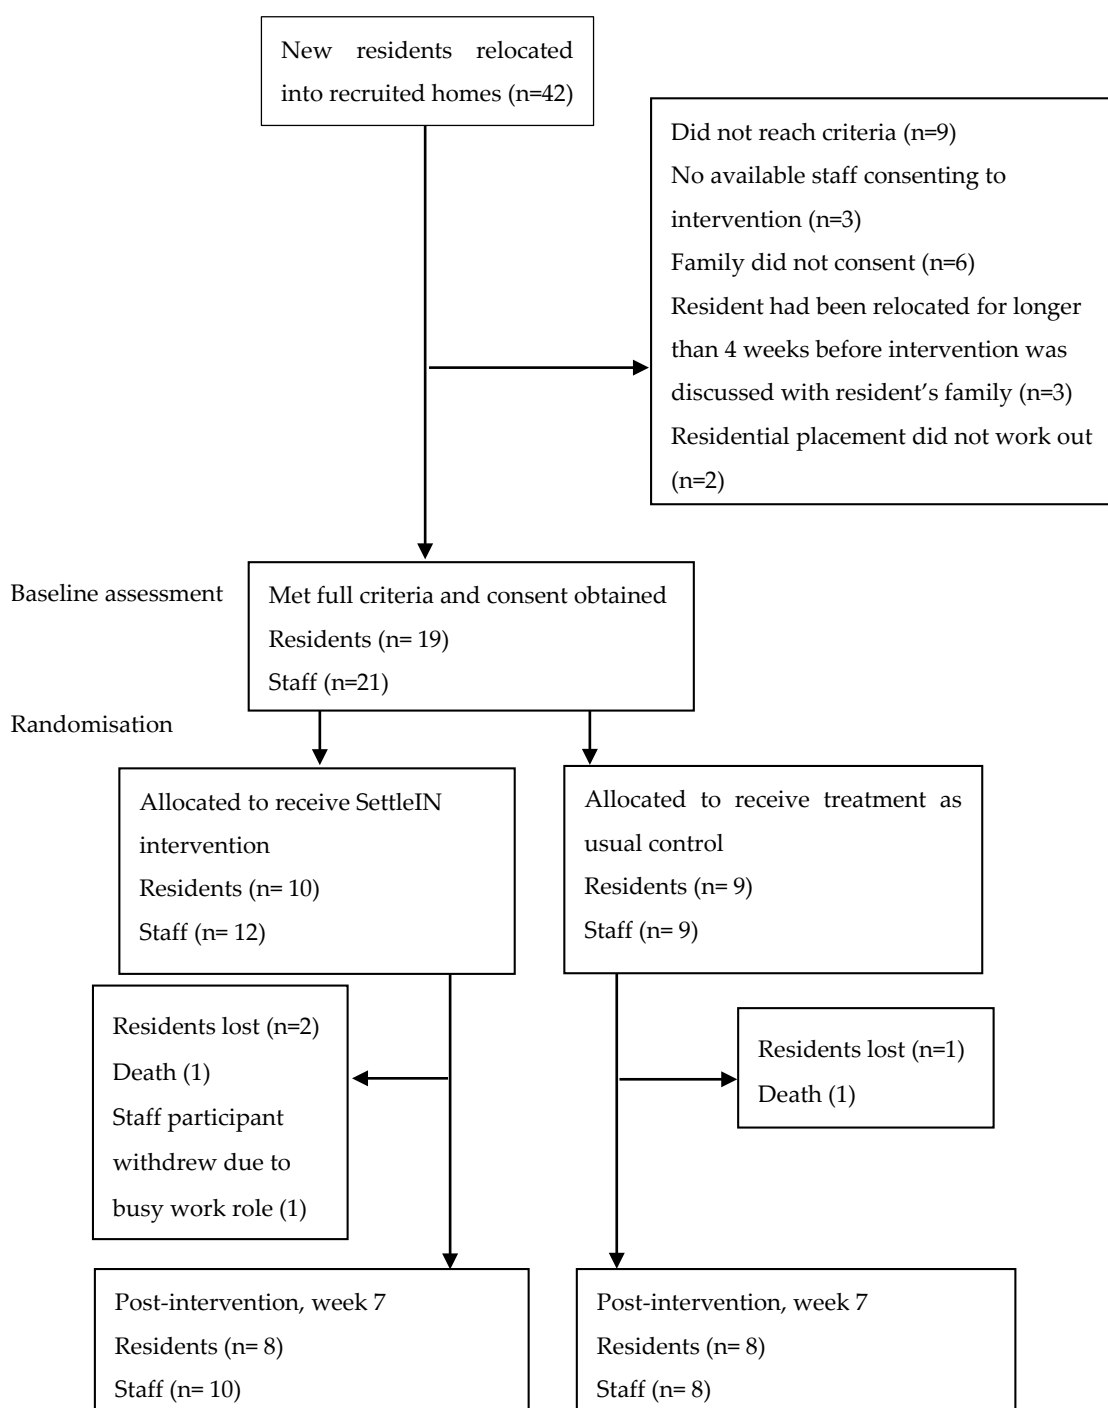 New residents relocated
into recruited homes (n=42)
Did not reach criteria (n=9)
No available staff consenting to
intervention (n=3)
Family did not consent (n=6)
Resident had been relocated for longer
than 4 weeks before intervention was
discussed with resident’s family (n=3)
Residential placement did not work out
(n=2)
Baseline assessment
Met full criteria and consent obtained
Residents (n= 19)
Staff (n=21)
Randomisation
Allocated to receive SettleIN
intervention
Residents (n= 10)
Staff (n= 12)
Allocated to receive treatment as
usual control
Residents (n= 9)
Staff (n= 9)
Residents lost (n=2)
Death (1)
Staff participant
withdrew due to
busy work role (1)
Residents lost (n=1)
Death (1)
Post-intervention, week 7
Residents (n= 8)
Staff (n= 10)
Post-intervention, week 7
Residents (n= 8)
Staff (n= 8)